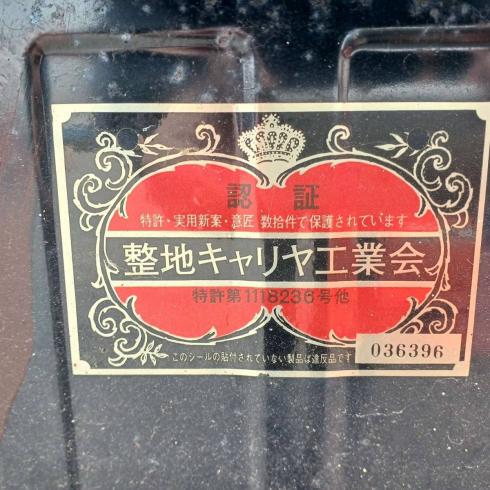 認証
特許・実用新案・意匠 数拾件で保護されています
整地キャリヤ工業会
特許第1118236号他
このシールの貼付されていない製品は違反品です
036396